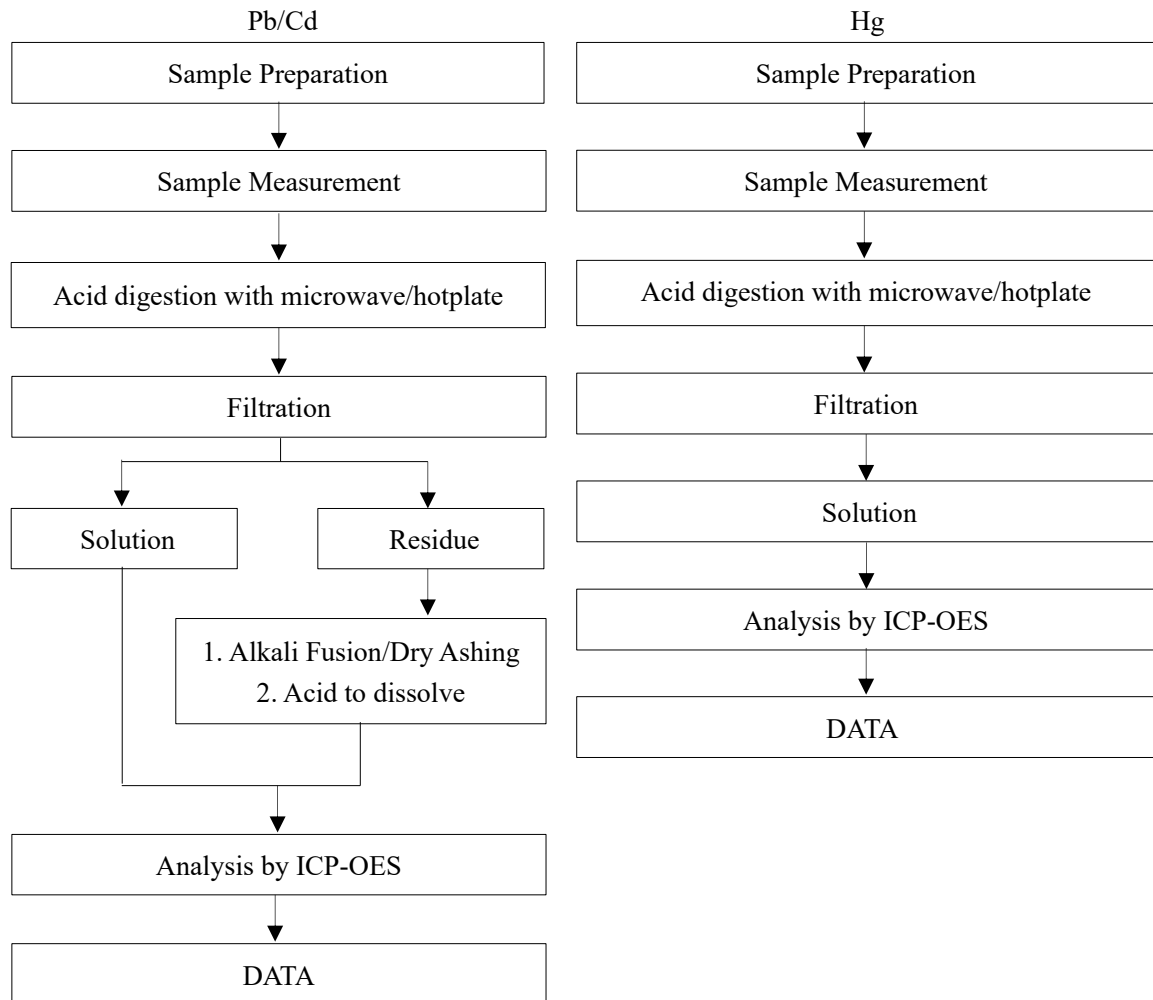 Pb/Cd
Sample Preparation
Sample Measurement
Acid digestion with microwave/hotplate
Filtration
Solution
Residue
1. Alkali Fusion/Dry Ashing
2. Acid to dissolve
Analysis by ICP-OES
DATA
Hg
Sample Preparation
Sample Measurement
Acid digestion with microwave/hotplate
Filtration
Solution
Analysis by ICP-OES
DATA